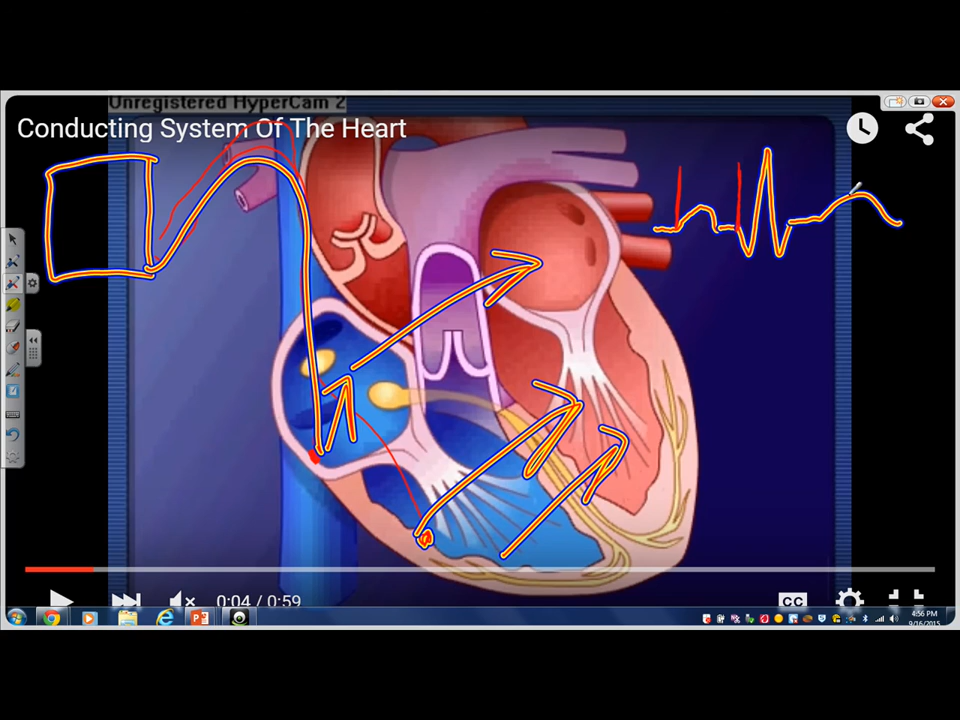 Unregistered HyperCam 2
Conducting System Of The Heart
0:04 / 0:59
CC
4:56 PM
9/16/2015